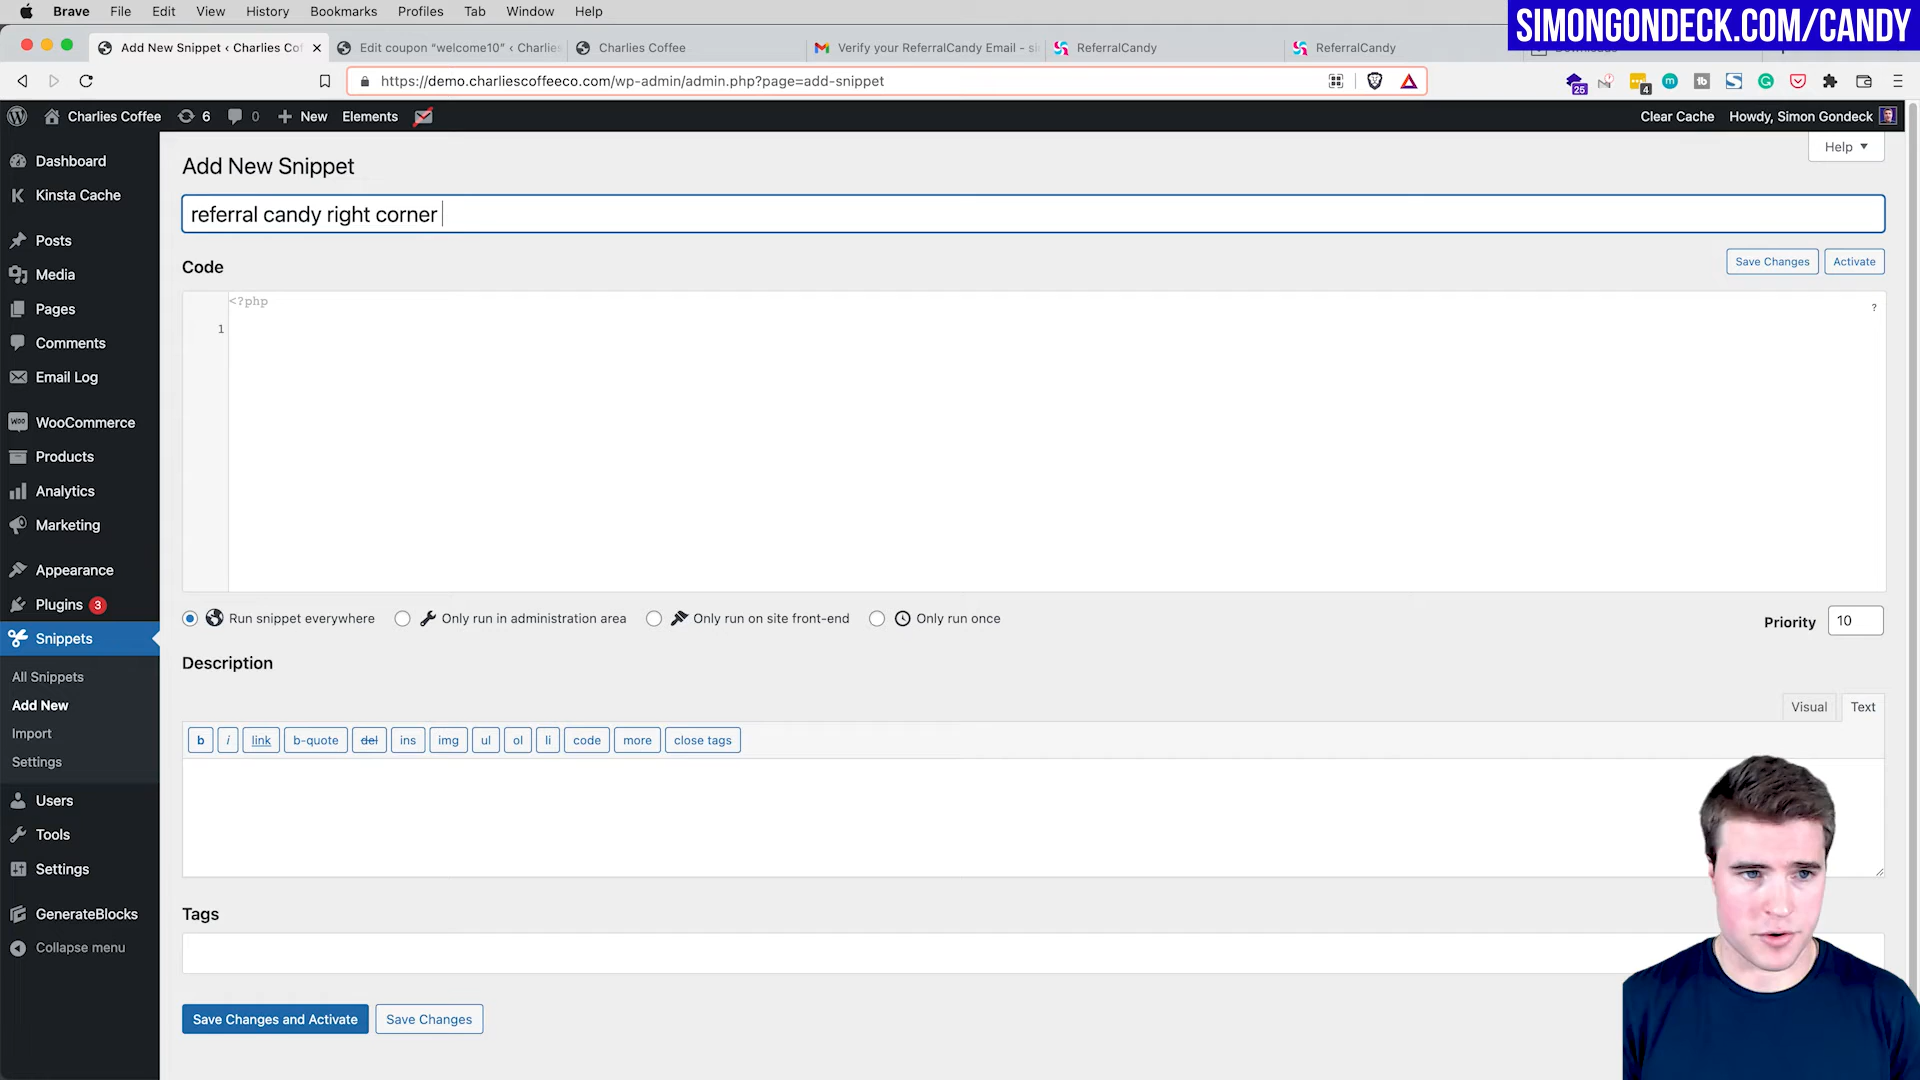 Brave File Edit View History Bookmarks Profiles Tab Window Help
SIMONGONDECK.COM/CANDY
Add New Snippet ‹ Charlies Cof
Edit coupon “welcome10” ‹ Charlies
Charlies Coffee
Verify your ReferralCandy Email - si
ReferralCandy
ReferralCandy
Downloads
https://demo.charliescoffeeco.com/wp-admin/admin.php?page=add-snippet
25
4
Charlies Coffee 6 0 New Elements
Clear Cache Howdy, Simon Gondeck
Help
Dashboard
Kinsta Cache
Posts
Media
Pages
Comments
Email Log
WooCommerce
Products
Analytics
Marketing
Appearance
Plugins 3
Snippets
All Snippets
Add New
Import
Settings
Users
Tools
Settings
GenerateBlocks
Collapse menu
Add New Snippet
referral candy right corner
Code
Save Changes Activate
<?php
?
1
Run snippet everywhere Only run in administration area Only run on site front-end Only run once
Priority 10
Description
Visual Text
b i link b-quote del ins img ul ol li code more close tags
Tags
Save Changes and Activate Save Changes